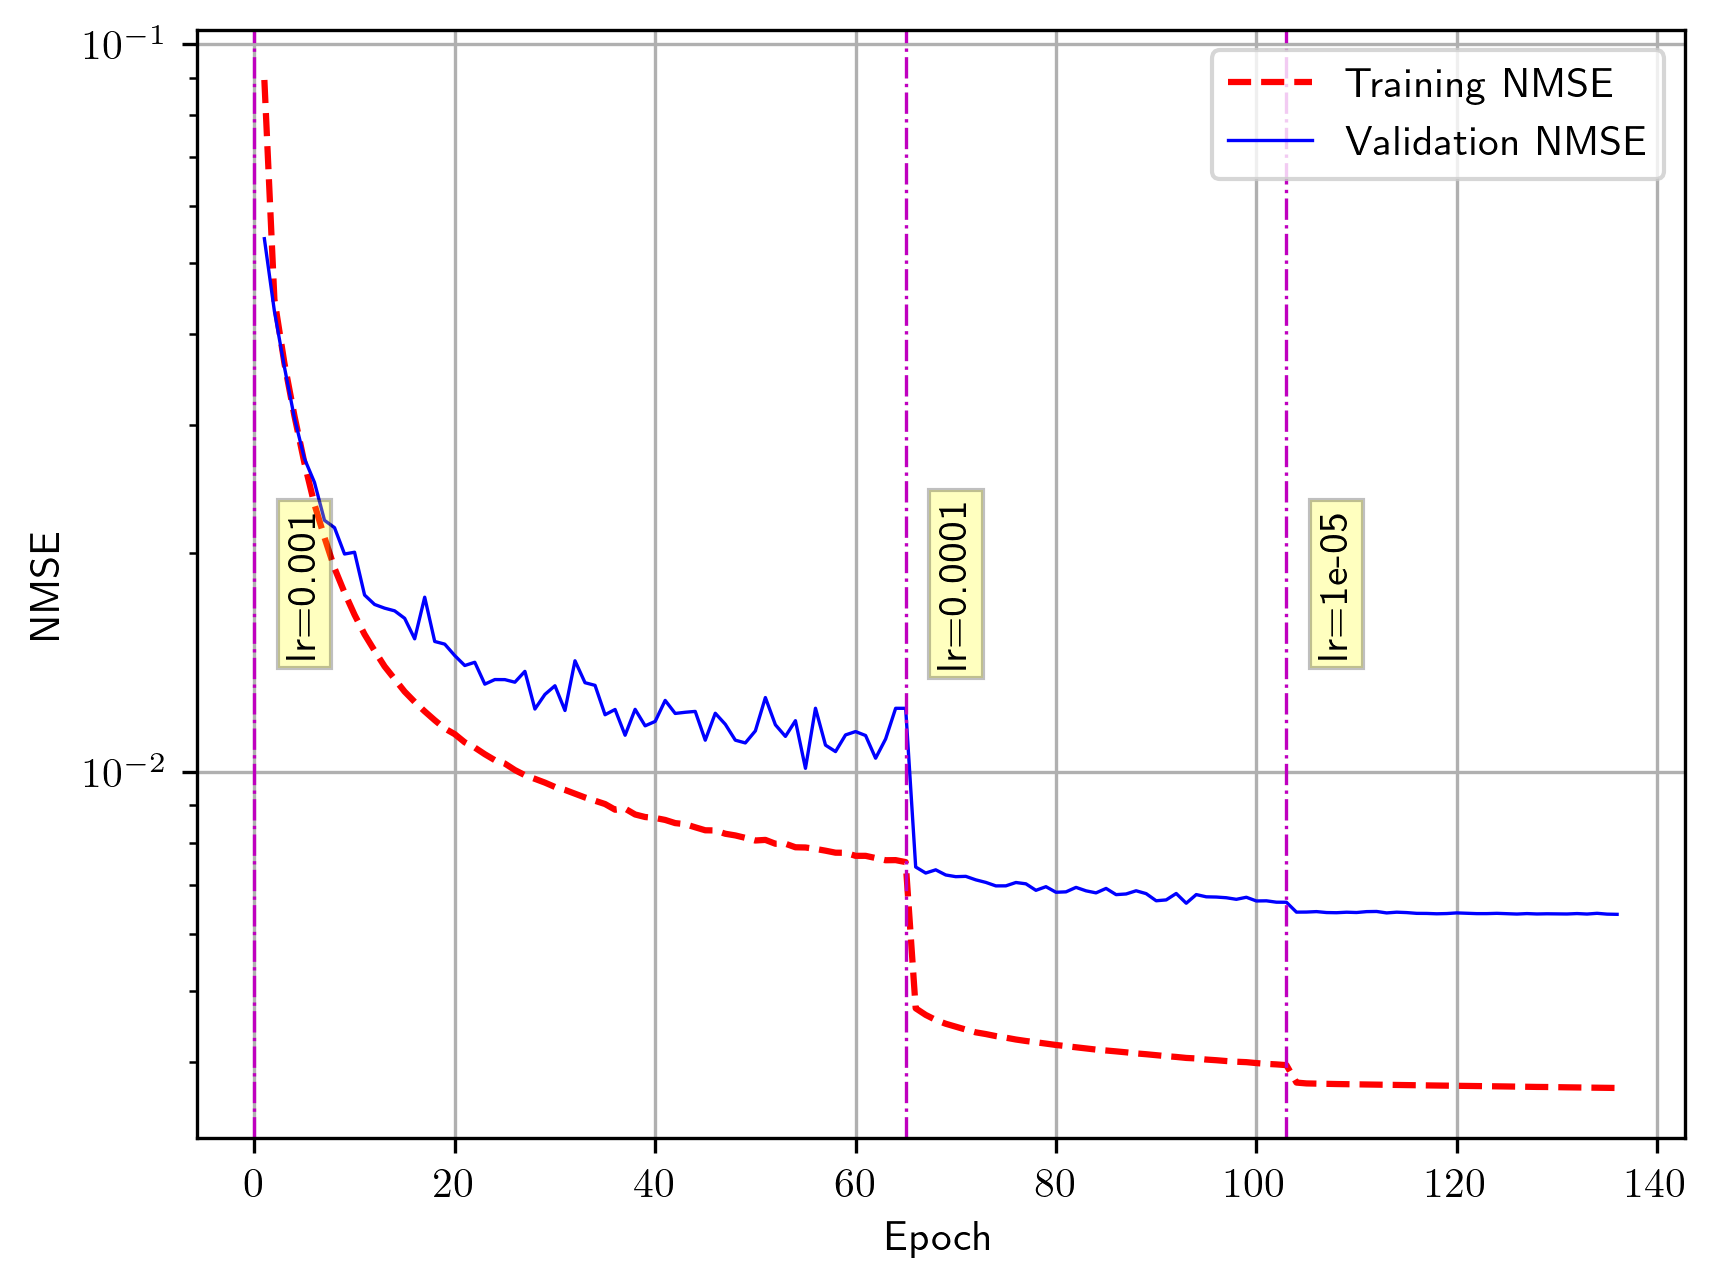 10⁻¹
10⁻²
NMSE
Training NMSE
Validation NMSE
lr=0.001
lr=0.0001
lr=1e-05
0 20 40 60 80 100 120 140
Epoch